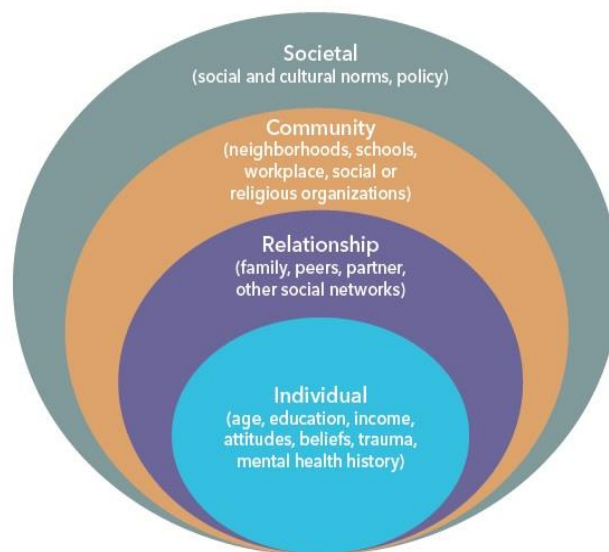 Societal
(social and cultural norms, policy)
Community
(neighborhoods, schools,
workplace, social or
religious organizations)
Relationship
(family, peers, partner,
other social networks)
Individual
(age, education, income,
attitudes, beliefs, trauma,
mental health history)